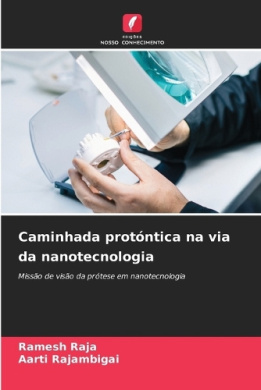 edições
NOSSO CONHECIMENTO
Caminhada protóntica na via
da nanotecnologia
Missão de visão da prótese em nanotecnologia
Ramesh Raja
Aarti Rajambigai